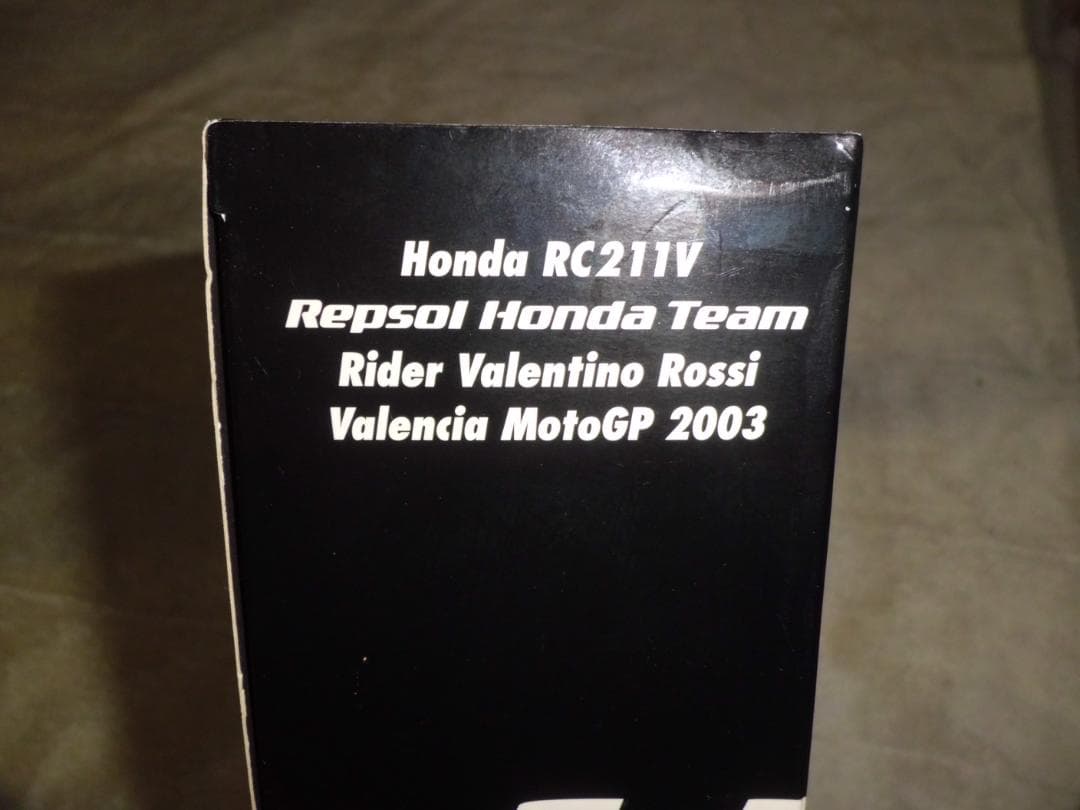 Honda RC211V
Repsol Honda Team
Rider Valentino Rossi
Valencia MotoGP 2003